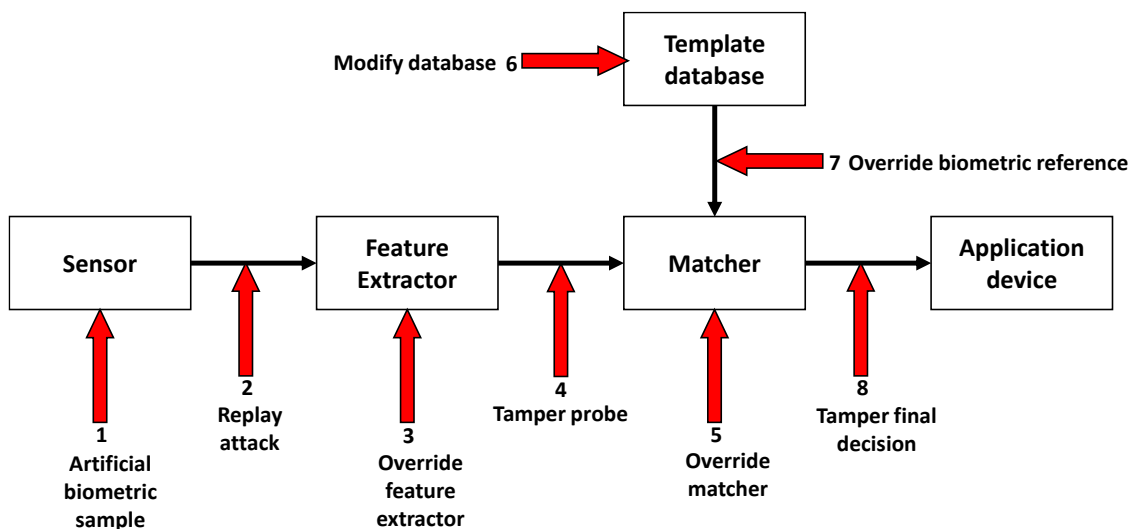 Template
database
Modify database 6
7 Override biometric reference
Sensor
Feature
Extractor
Matcher
Application
device
1
Artificial
biometric
sample
2
Replay
attack
3
Override
feature
extractor
4
Tamper probe
5
Override
matcher
8
Tamper final
decision